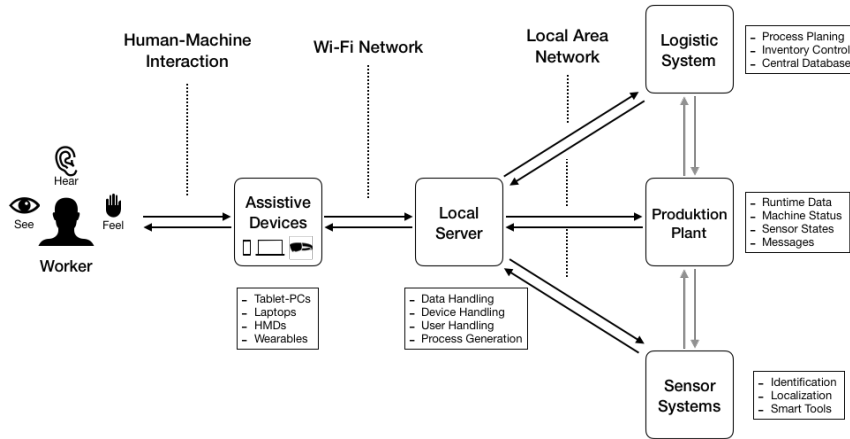 Human-Machine
Interaction
Wi-Fi Network
Local Area
Network
Logistic
System
- Process Planing
- Inventory Control
- Central Database
Hear
See
Feel
Worker
Assistive
Devices
Local
Server
Produktion
Plant
- Runtime Data
- Machine Status
- Sensor States
- Messages
- Tablet-PCs
- Laptops
- HMDs
- Wearables
- Data Handling
- Device Handling
- User Handling
- Process Generation
Sensor
Systems
- Identification
- Localization
- Smart Tools